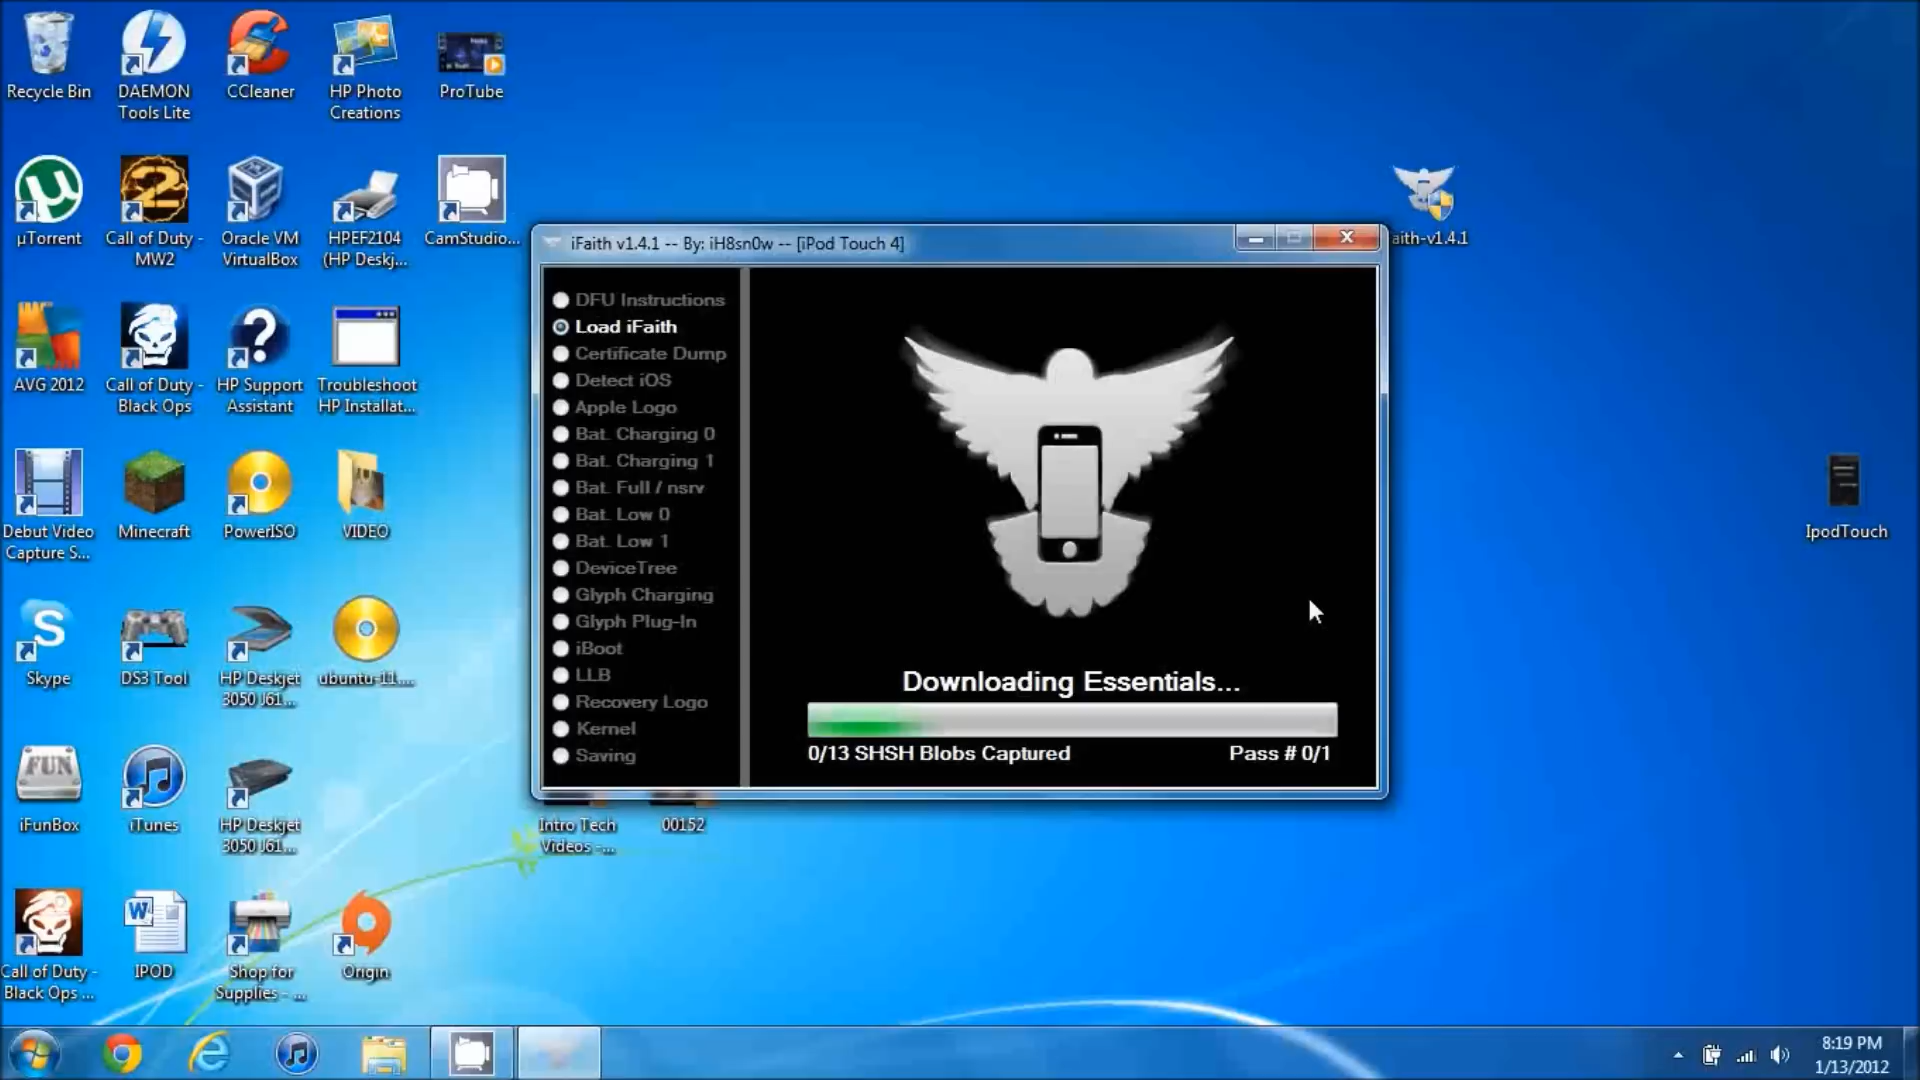 Recycle Bin
DAEMON
Tools Lite
CCleaner
HP Photo
Creations
ProTube
µTorrent
Call of Duty -
MW2
Oracle VM
VirtualBox
HPEF2104
(HP Deskj...
CamStudio...
AVG 2012
Call of Duty -
Black Ops
HP Support
Assistant
Troubleshoot
HP Installat...
Debut Video
Capture S...
Minecraft
PowerISO
VIDEO
Skype
DS3 Tool
HP Deskjet
3050 J61...
ubuntu-11....
iFunBox
iTunes
HP Deskjet
3050 J61...
Call of Duty -
Black Ops ...
IPOD
Shop for
Supplies - ...
Origin
Intro Tech
Videos -...
00152
aith-v1.4.1
IpodTouch
iFaith v1.4.1 -- By: iH8sn0w -- [iPod Touch 4]
DFU Instructions
Load iFaith
Certificate Dump
Detect iOS
Apple Logo
Bat. Charging 0
Bat. Charging 1
Bat. Full / nsrv
Bat. Low 0
Bat. Low 1
DeviceTree
Glyph Charging
Glyph Plug-In
iBoot
LLB
Recovery Logo
Kernel
Saving
Downloading Essentials...
0/13 SHSH Blobs Captured
Pass # 0/1
8:19 PM
1/13/2012